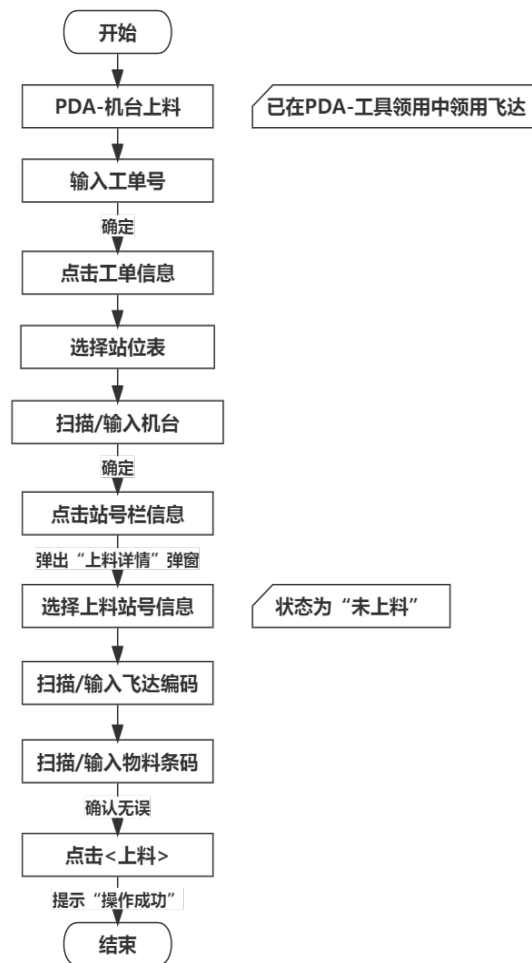 开始
PDA-机台上料
已在PDA-工具领用中领用飞达
输入工单号
确定
点击工单信息
选择站位表
扫描/输入机台
确定
点击站号栏信息
弹出“上料详情”弹窗
选择上料站号信息
状态为“未上料”
扫描/输入飞达编码
扫描/输入物料条码
确认无误
点击<上料>
提示“操作成功”
结束